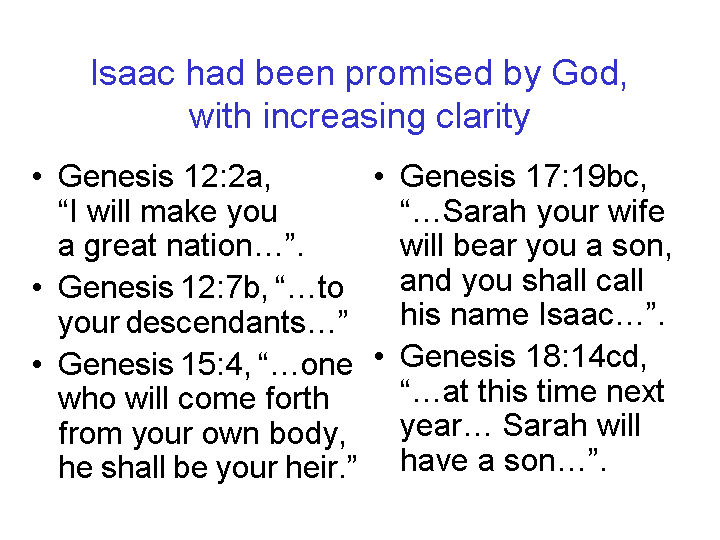 Isaac had been promised by God,
with increasing clarity
• Genesis 12:2a,
“I will make you
a great nation…”.
• Genesis 12:7b, “…to
your descendants…”
• Genesis 15:4, “…one
who will come forth
from your own body,
he shall be your heir.”
• Genesis 17:19bc,
“…Sarah your wife
will bear you a son,
and you shall call
his name Isaac…”.
• Genesis 18:14cd,
“…at this time next
year… Sarah will
have a son…”.